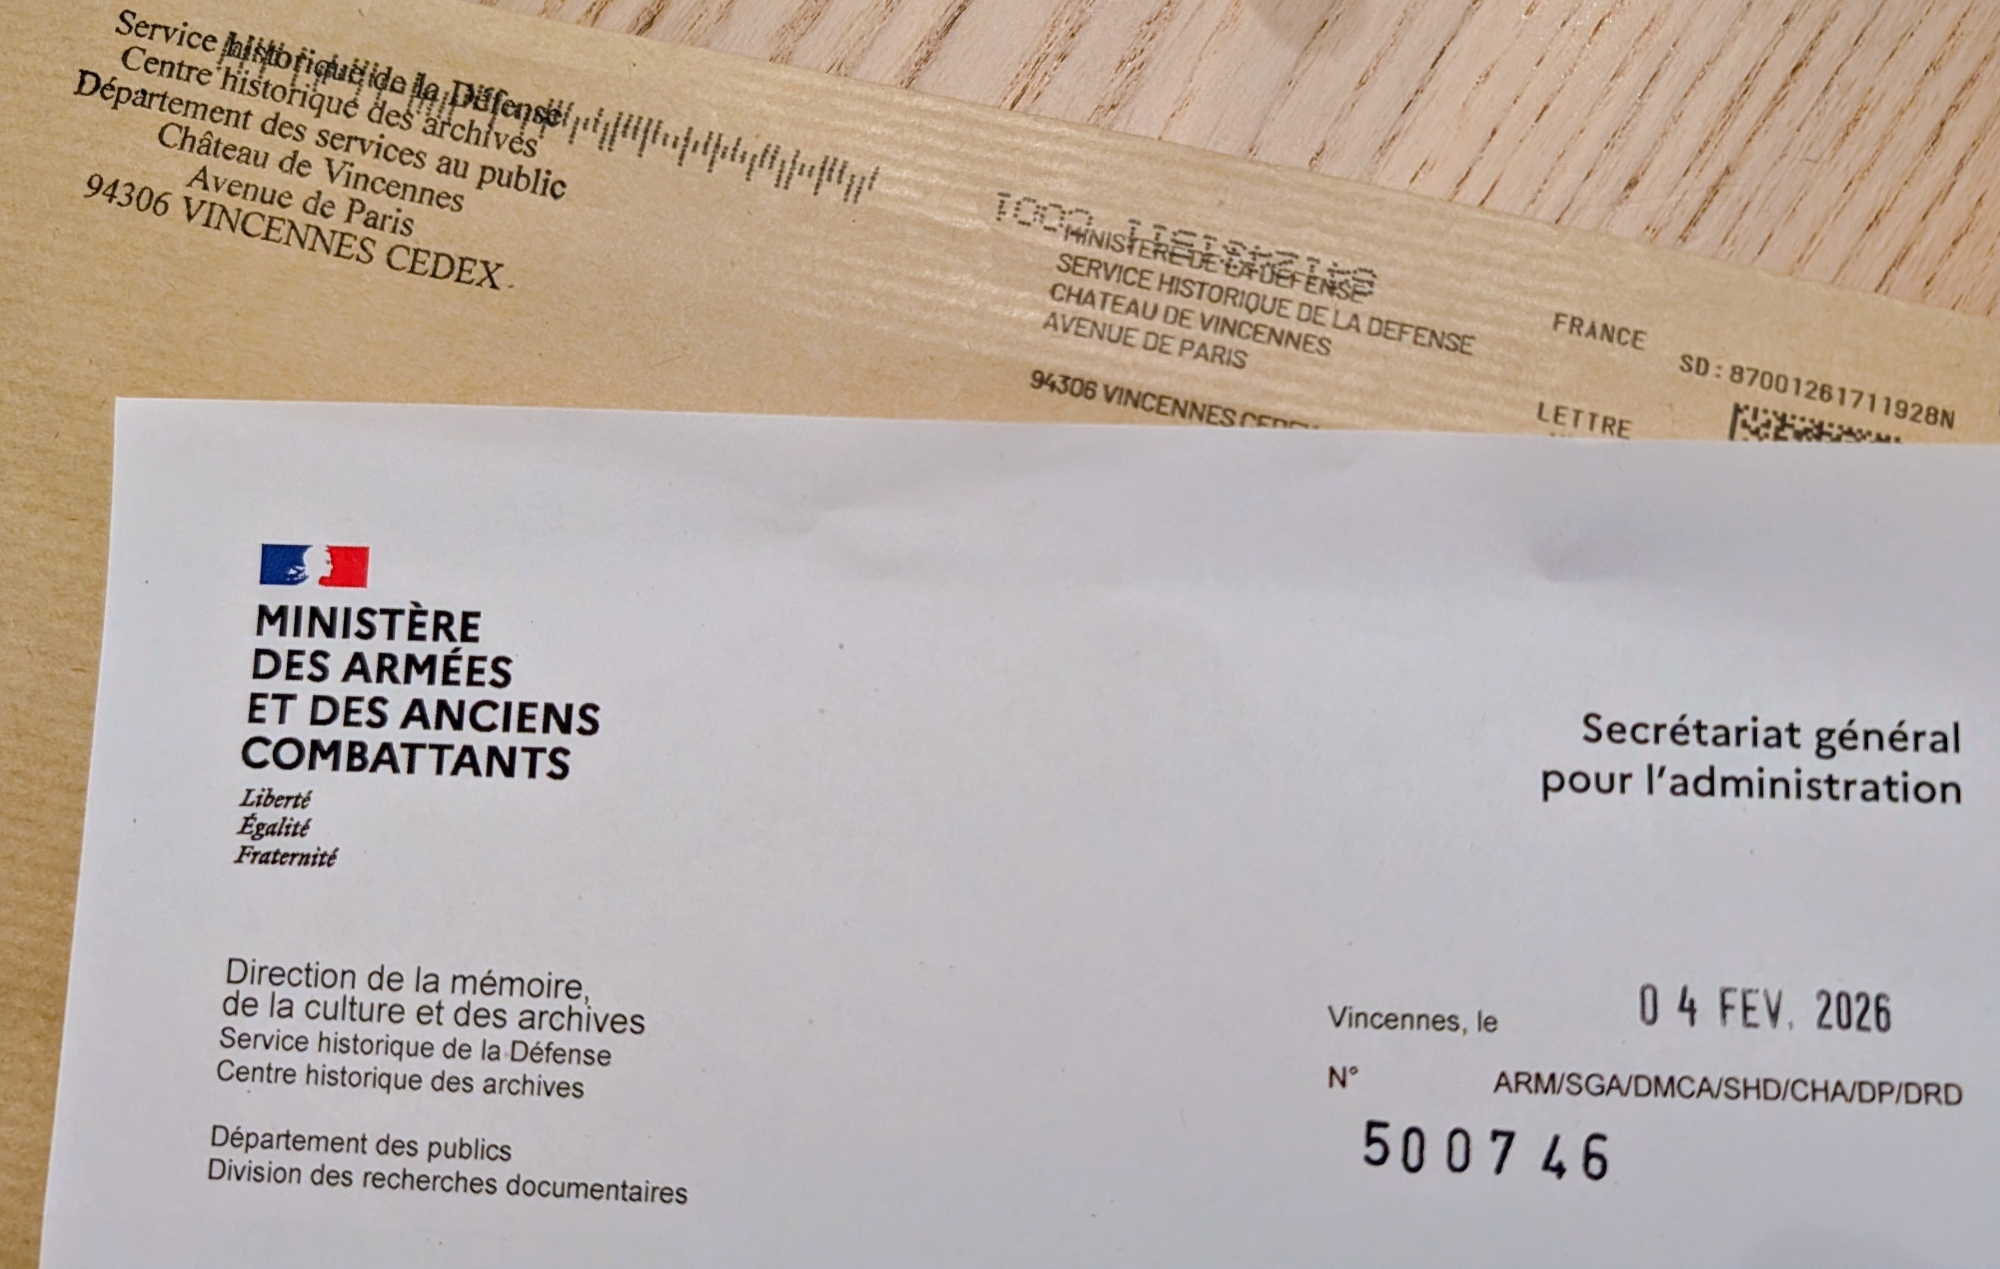 Service historique de la Défense
Centre historique des archives
Département des services au public
Château de Vincennes
Avenue de Paris
94306 VINCENNES CEDEX
MINISTERE DE LA DEFENSE
SERVICE HISTORIQUE DE LA DEFENSE
CHATEAU DE VINCENNES
AVENUE DE PARIS
94306 VINCENNES CEDEX
FRANCE
SD : 87001261711928N
LETTRE
MINISTÈRE
DES ARMÉES
ET DES ANCIENS
COMBATTANTS
Liberté
Égalité
Fraternité
Secrétariat général
pour l'administration
Direction de la mémoire,
de la culture et des archives
Service historique de la Défense
Centre historique des archives
Département des publics
Division des recherches documentaires
Vincennes, le 04 FEV. 2026
N° ARM/SGA/DMCA/SHD/CHA/DP/DRD
500746